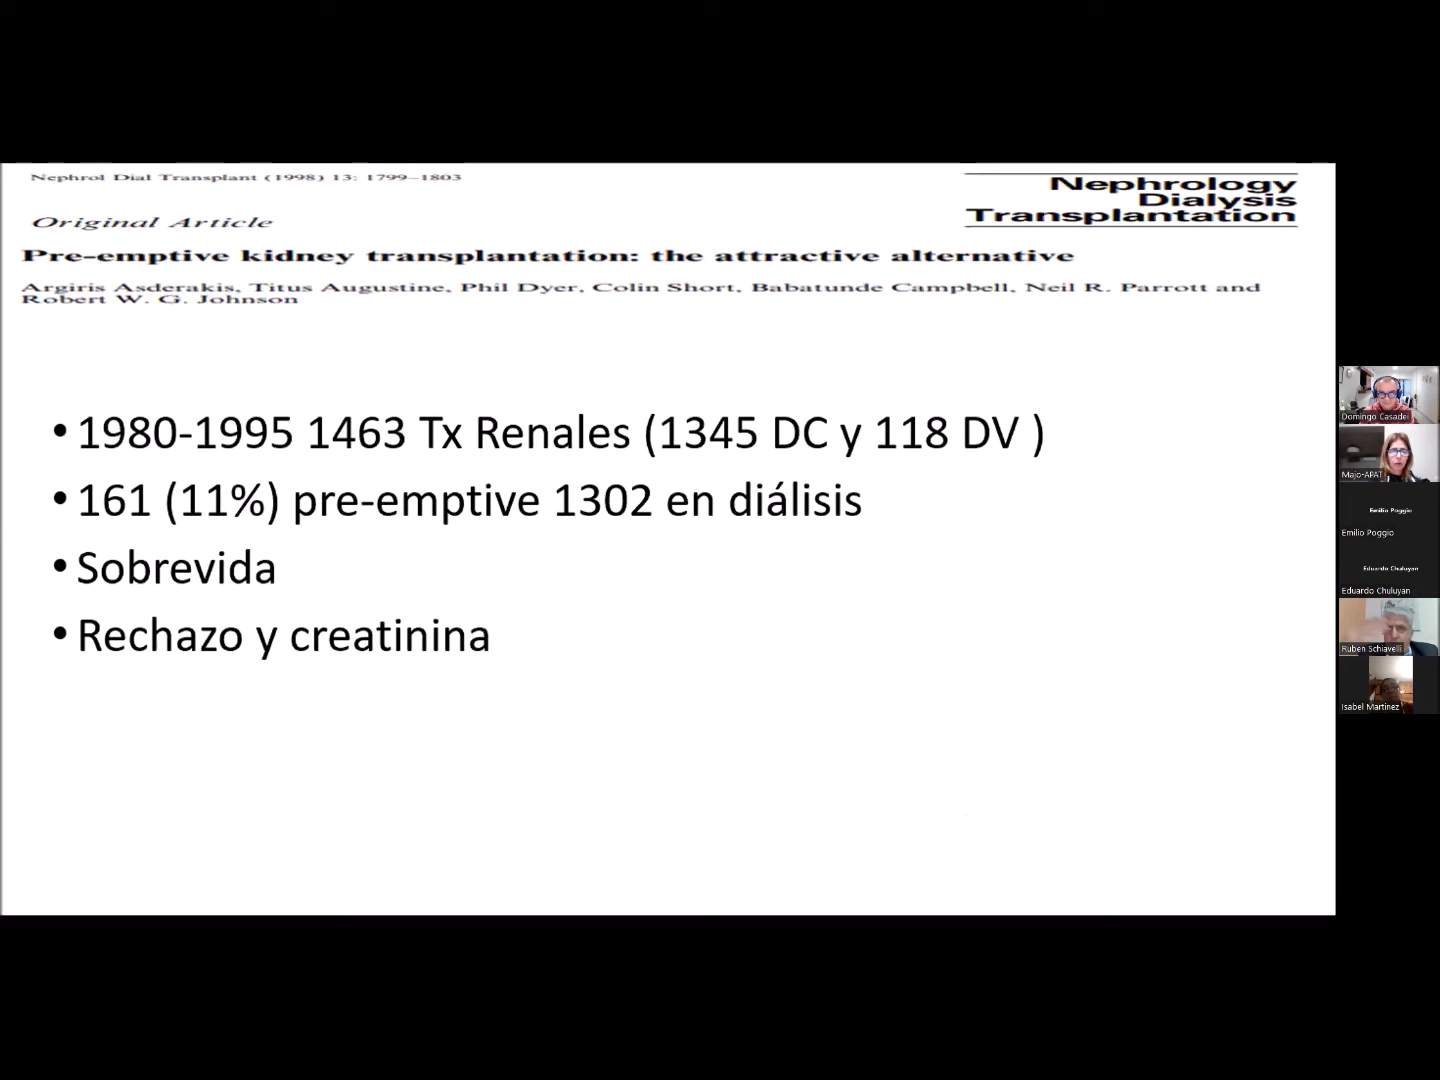 Nephrol Dial Transplant (1998) 13: 1799–1803
Nephrology
Dialysis
Transplantation
Original Article
Pre-emptive kidney transplantation: the attractive alternative
Argiris Asderakis, Titus Augustine, Phil Dyer, Colin Short, Babatunde Campbell, Neil R. Parrott and
Robert W. G. Johnson
• 1980-1995 1463 Tx Renales (1345 DC y 118 DV )
• 161 (11%) pre-emptive 1302 en diálisis
• Sobrevida
• Rechazo y creatinina
Domingo Casadei
Majo-APAT
Emilio Poggio
Emilio Poggio
Eduardo Chuluyan
Eduardo Chuluyan
Ruben Schiavelli
Isabel Martinez